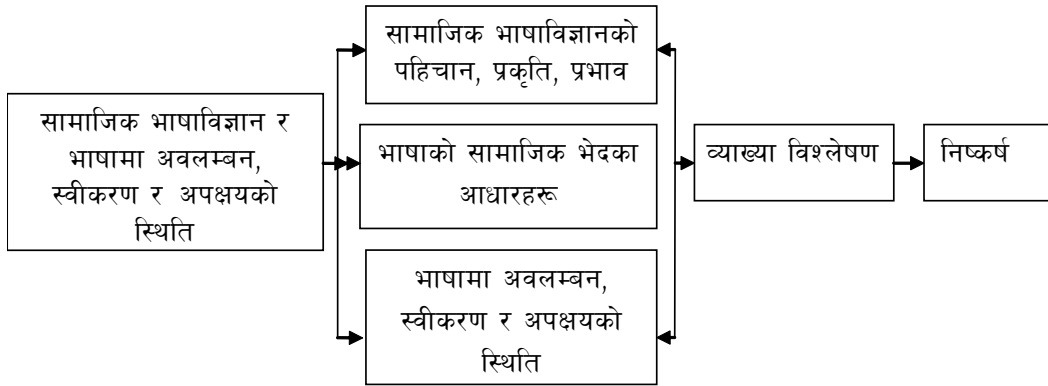 सामाजिक भाषाविज्ञान र
भाषामा अवलम्बन,
स्वीकरण र अपक्षयको
स्थिति
सामाजिक भाषाविज्ञानको
पहिचान, प्रकृति, प्रभाव
भाषाको सामाजिक भेदका
आधारहरू
भाषामा अवलम्बन,
स्वीकरण र अपक्षयको
स्थिति
व्याख्या विश्लेषण
निष्कर्ष